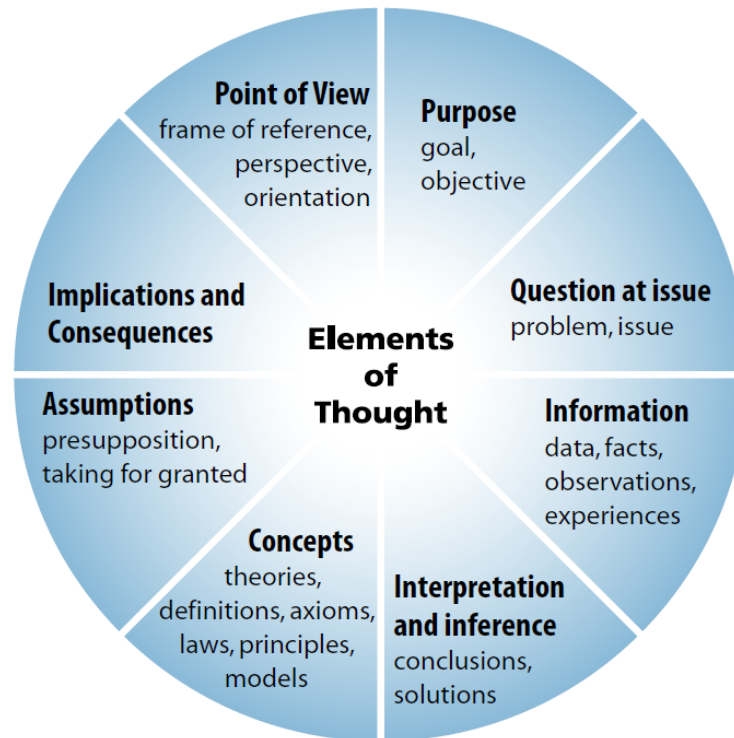 Point of View
frame of reference,
perspective,
orientation
Purpose
goal,
objective
Question at issue
problem, issue
Information
data, facts,
observations,
experiences
Interpretation
and inference
conclusions,
solutions
Concepts
theories,
definitions, axioms,
laws, principles,
models
Assumptions
presupposition,
taking for granted
Implications and
Consequences
Elements
of
Thought